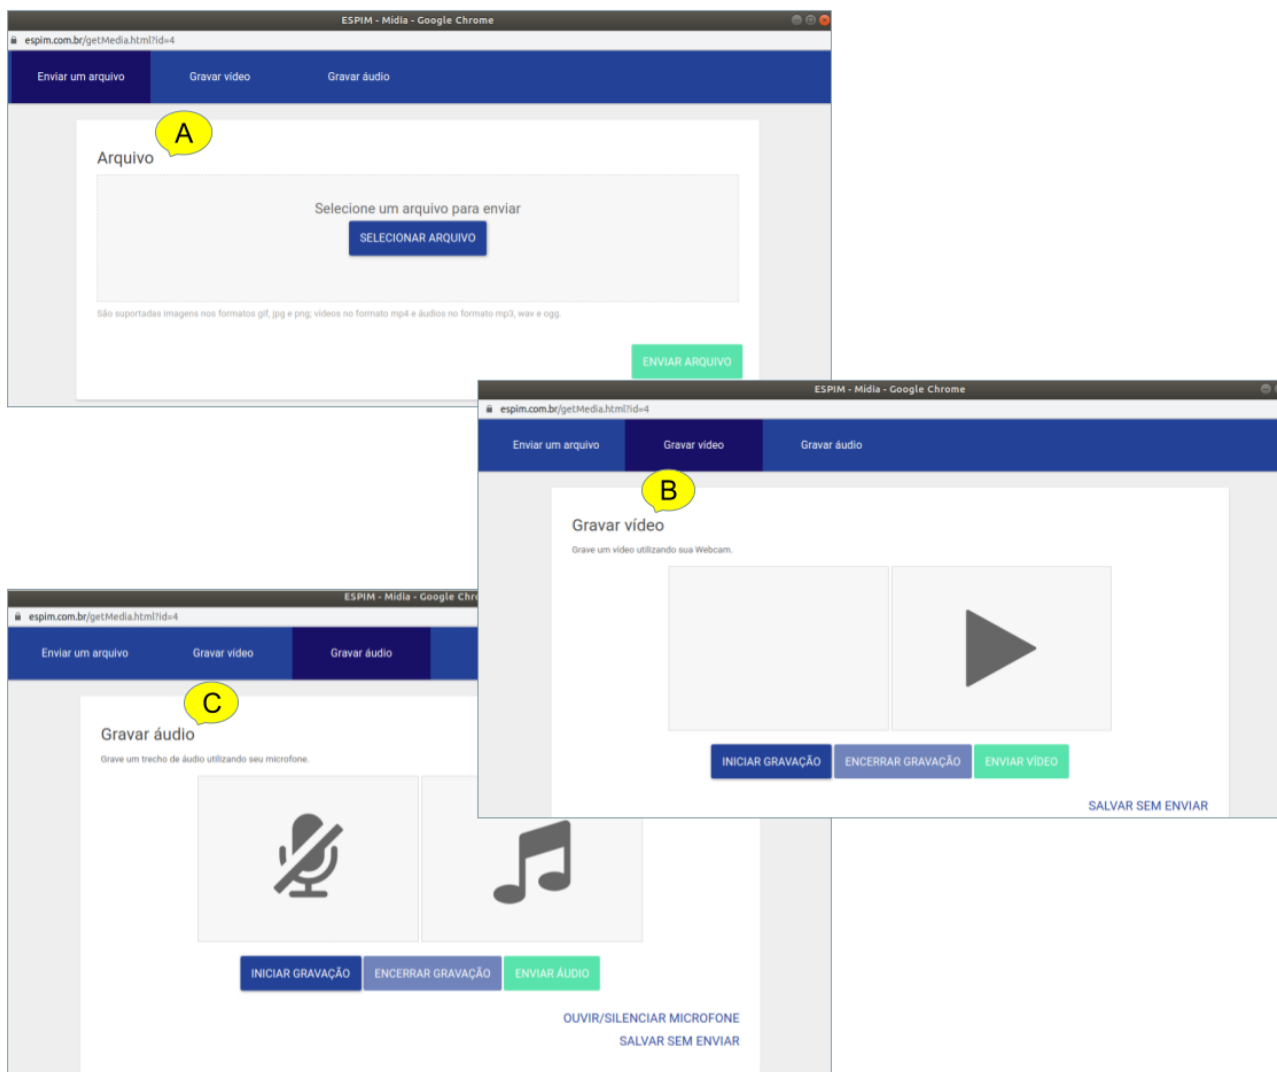 ESPIM - Mídia - Google Chrome
espim.com.br/getMedia.html?id=4
Enviar um arquivo Gravar vídeo Gravar áudio
A
Arquivo
Selecione um arquivo para enviar
SELECIONAR ARQUIVO
São suportadas imagens nos formatos gif, jpg e png; vídeos no formato mp4 e áudios no formato mp3, wav e ogg.
ENVIAR ARQUIVO
ESPIM - Mídia - Google Chrome
espim.com.br/getMedia.html?id=4
Enviar um arquivo Gravar vídeo Gravar áudio
B
Gravar vídeo
Grave um vídeo utilizando sua Webcam.
INICIAR GRAVAÇÃO ENCERRAR GRAVAÇÃO ENVIAR VÍDEO
SALVAR SEM ENVIAR
ESPIM - Mídia - Google Chr
espim.com.br/getMedia.html?id=4
Enviar um arquivo Gravar vídeo Gravar áudio
C
Gravar áudio
Grave um trecho de áudio utilizando seu microfone.
INICIAR GRAVAÇÃO ENCERRAR GRAVAÇÃO ENVIAR ÁUDIO
OUVIR/SILENCIAR MICROFONE
SALVAR SEM ENVIAR